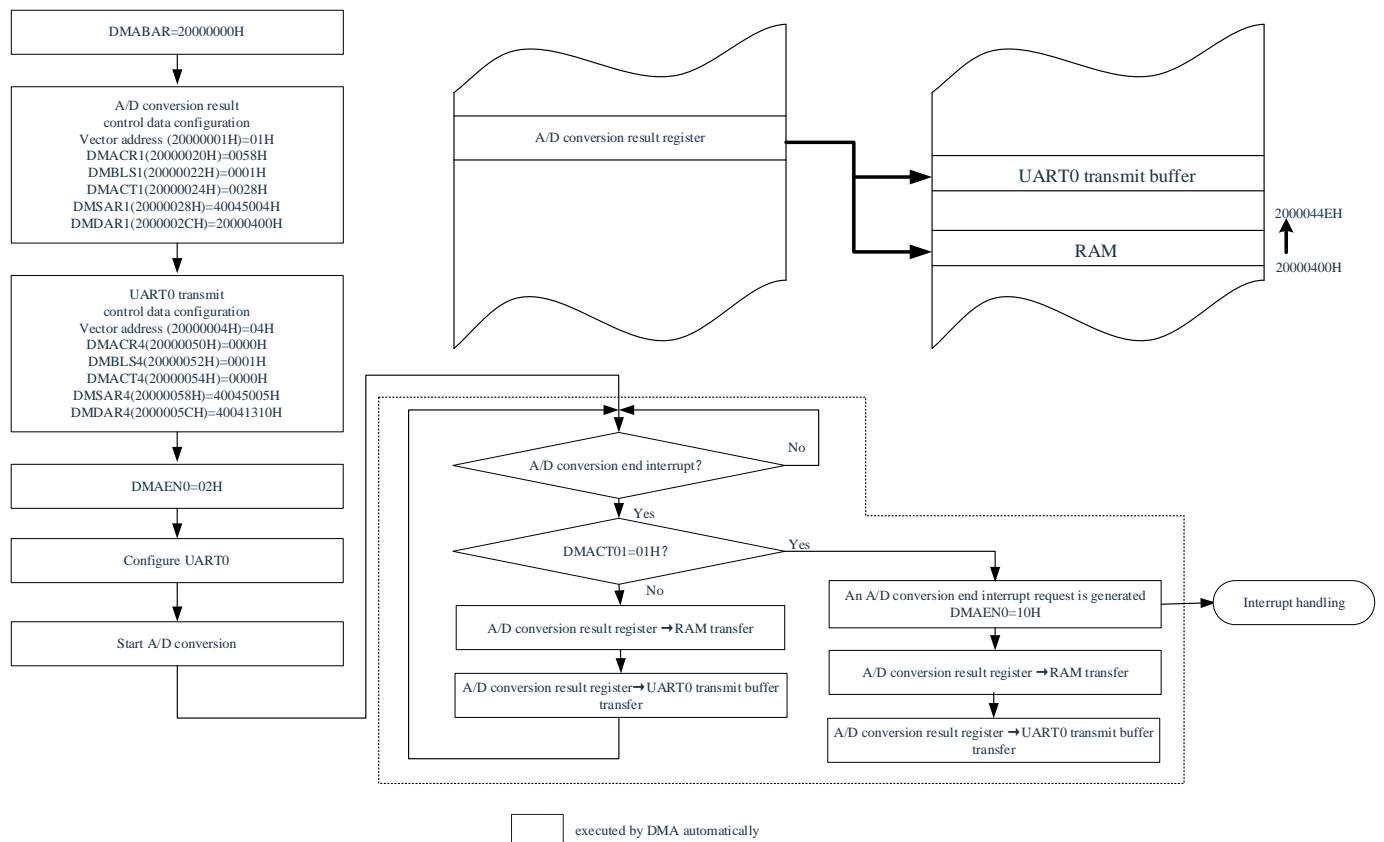 DMABAR=20000000H
A/D conversion result
control data configuration
Vector address (20000001H)=01H
DMACR1(20000020H)=0058H
DMBLS1(20000022H)=0001H
DMACT1(20000024H)=0028H
DMSAR1(20000028H)=40045004H
DMDAR1(2000002CH)=20000400H
UART0 transmit
control data configuration
Vector address (20000004H)=04H
DMACR4(20000050H)=0000H
DMBLS4(20000052H)=0001H
DMACT4(20000054H)=0000H
DMSAR4(20000058H)=40045005H
DMDAR4(2000005CH)=40041310H
DMAEN0=02H
Configure UART0
Start A/D conversion
A/D conversion result register
UART0 transmit buffer
2000044EH
RAM
20000400H
A/D conversion end interrupt?
No
Yes
DMACT01=01H?
Yes
No
A/D conversion result register →RAM transfer
A/D conversion result register→UART0 transmit buffer
transfer
An A/D conversion end interrupt request is generated
DMAEN0=10H
Interrupt handling
A/D conversion result register →RAM transfer
A/D conversion result register →UART0 transmit buffer
transfer
executed by DMA automatically